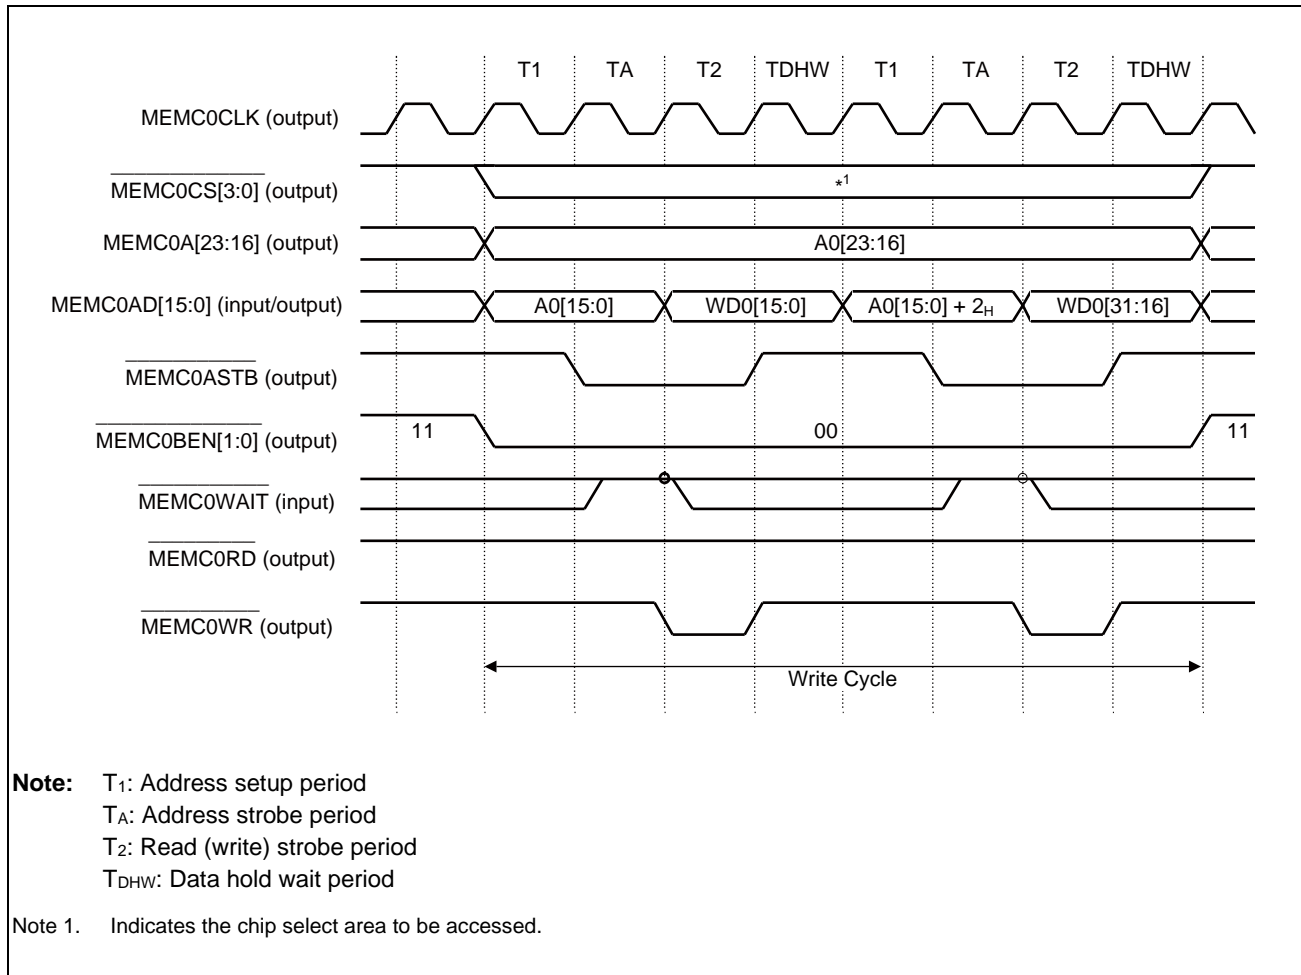 T1 TA T2 TDHW T1 TA T2 TDHW
MEMC0CLK (output)
MEMC0CS[3:0] (output) *1
MEMC0A[23:16] (output) A0[23:16]
MEMC0AD[15:0] (input/output) A0[15:0] WD0[15:0] A0[15:0] + 2H WD0[31:16]
MEMC0ASTB (output)
MEMC0BEN[1:0] (output) 11 00 11
MEMC0WAIT (input)
MEMC0RD (output)
MEMC0WR (output)
Write Cycle
Note: T1: Address setup period
TA: Address strobe period
T2: Read (write) strobe period
TDHW: Data hold wait period
Note 1. Indicates the chip select area to be accessed.